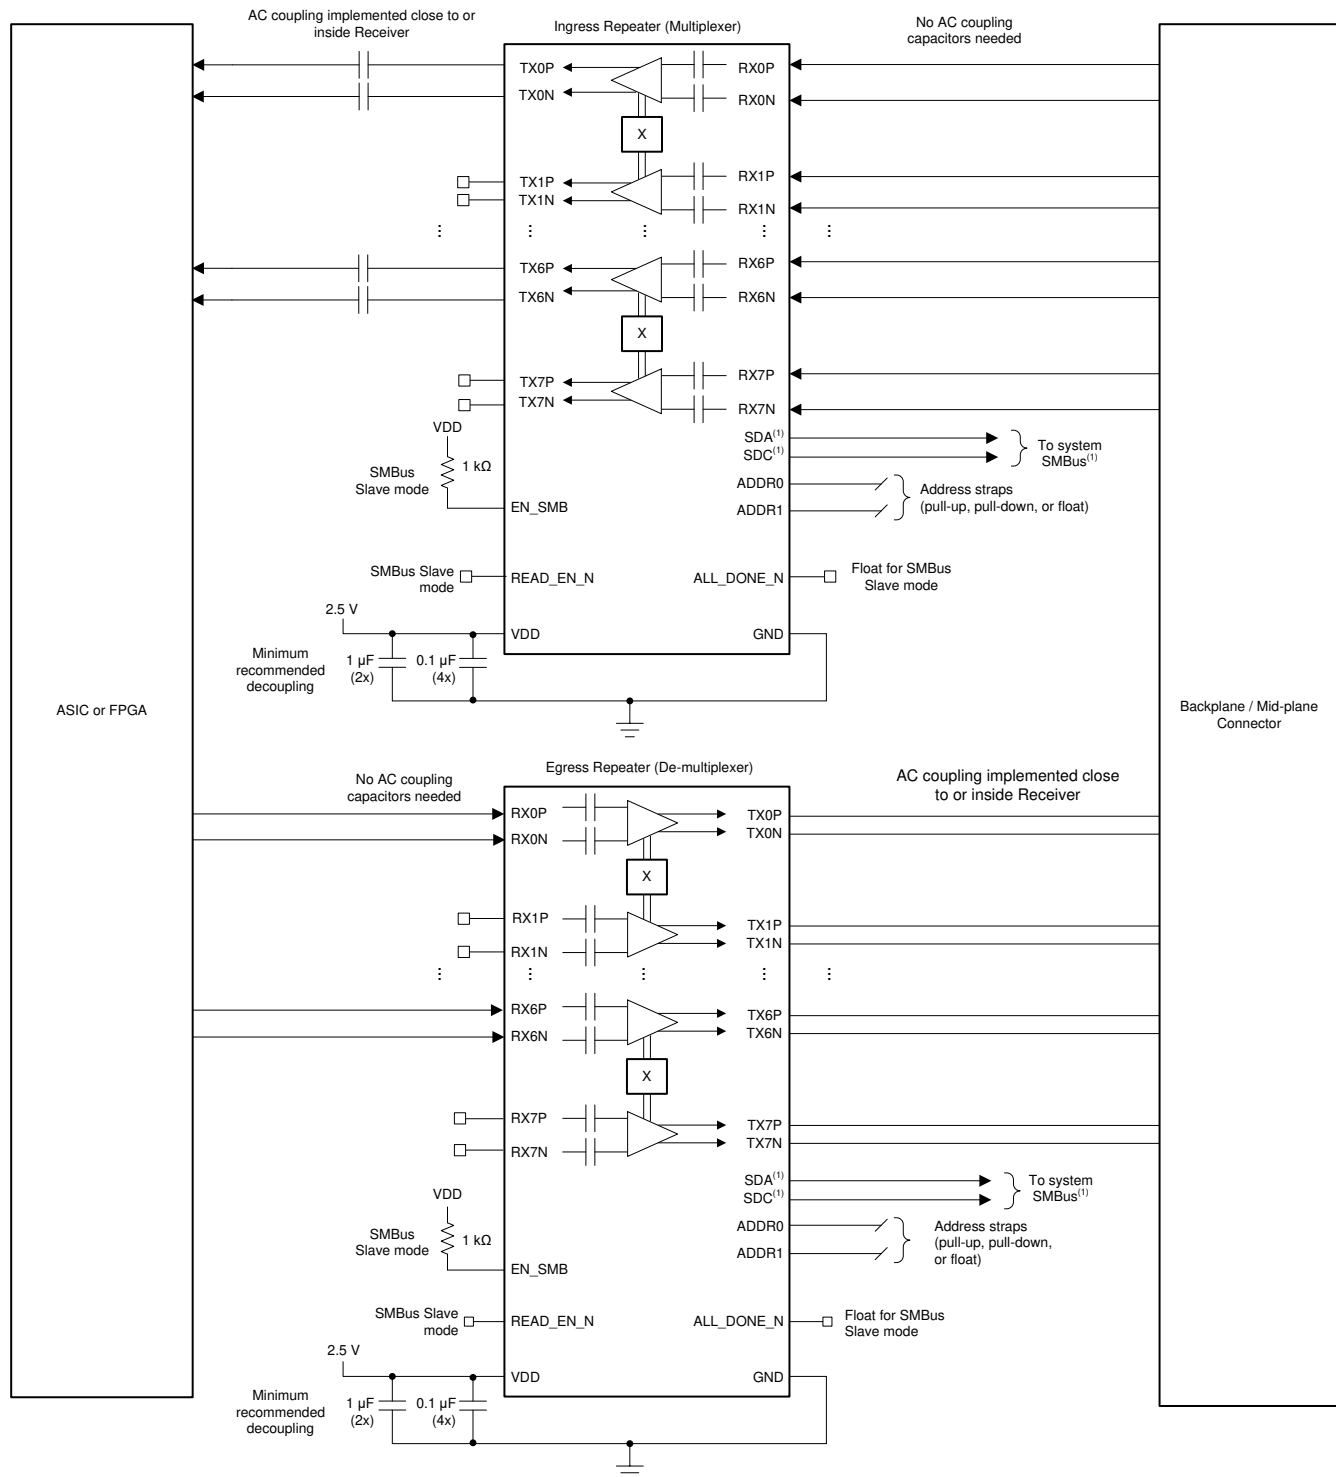 AC coupling implemented close to or
inside Receiver
Ingress Repeater (Multiplexer)
No AC coupling
capacitors needed
TX0P
RX0P
TX0N
RX0N
X
TX1P
RX1P
TX1N
RX1N
TX6P
RX6P
TX6N
RX6N
X
TX7P
RX7P
TX7N
RX7N
VDD
1 kΩ
SMBus
Slave mode
EN_SMB
SDA(1)
SDC(1)
To system
SMBus(1)
ADDR0
ADDR1
Address straps
(pull-up, pull-down, or float)
SMBus Slave
mode
READ_EN_N
ALL_DONE_N
Float for SMBus
Slave mode
2.5 V
VDD
GND
Minimum
recommended
decoupling
1 µF
(2x)
0.1 µF
(4x)
ASIC or FPGA
Backplane / Mid-plane
Connector
Egress Repeater (De-multiplexer)
No AC coupling
capacitors needed
AC coupling implemented close
to or inside Receiver
RX0P
TX0P
RX0N
TX0N
X
RX1P
TX1P
RX1N
TX1N
RX6P
TX6P
RX6N
TX6N
X
RX7P
TX7P
RX7N
TX7N
SDA(1)
SDC(1)
To system
SMBus(1)
VDD
1 kΩ
SMBus
Slave mode
EN_SMB
ADDR0
ADDR1
Address straps
(pull-up, pull-down,
or float)
SMBus Slave
mode
READ_EN_N
ALL_DONE_N
Float for SMBus
Slave mode
2.5 V
VDD
GND
Minimum
recommended
decoupling
1 µF
(2x)
0.1 µF
(4x)